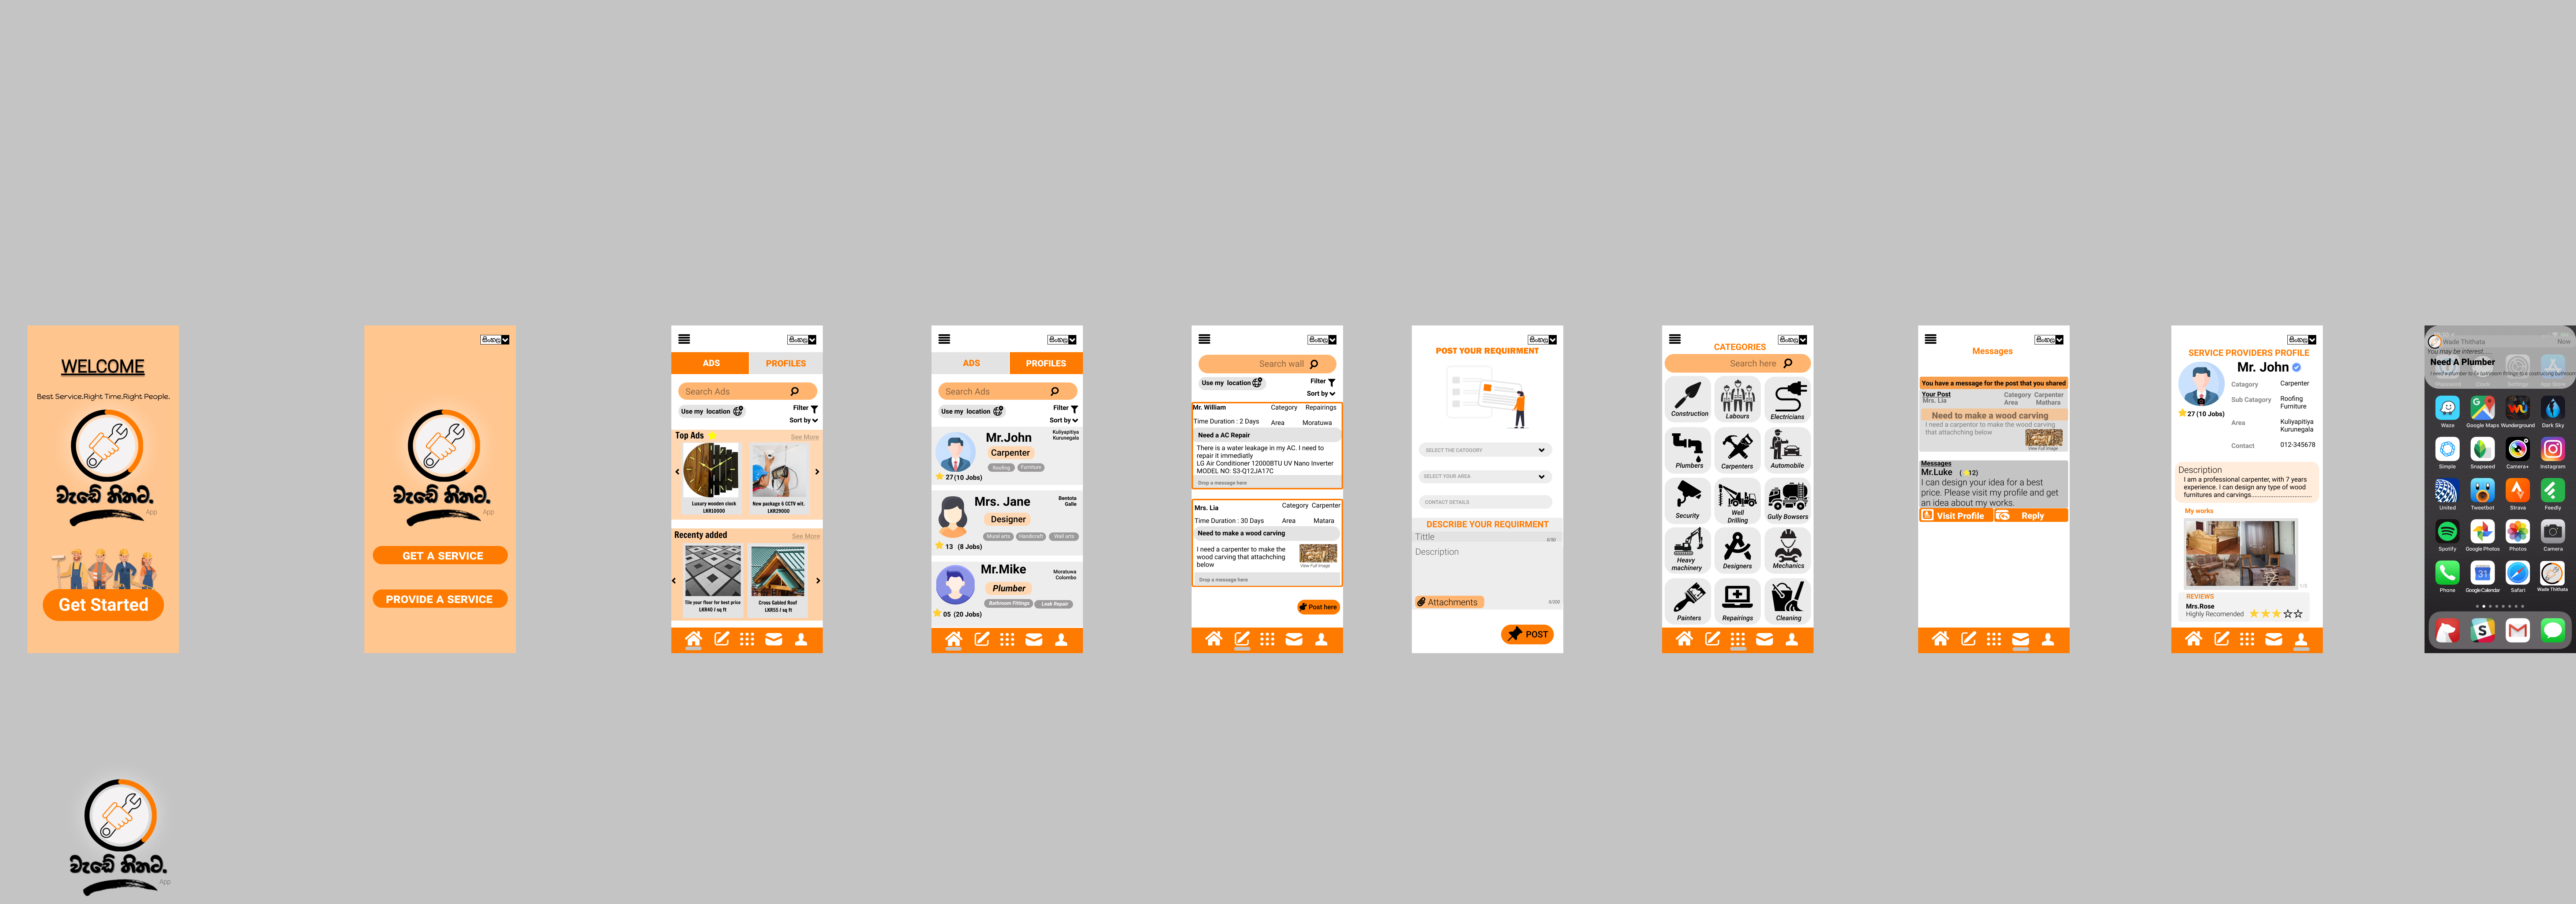 WELCOME
Best Service.Right Time.Right People.
වැඩේ හිතට.
App
Get Started
සිංහල
වැඩේ හිතට.
App
GET A SERVICE
PROVIDE A SERVICE
සිංහල
ADS PROFILES
Search Ads
Use my location Filter
Sort by
Top Ads See More
Luxury wooden clock New package 6 CCTV wit.
LKR10000 LKR29000
Recenty added See More
Tile your floor for best price Cross Gabled Roof
LKR40 / sq ft LKR55 / sq ft
සිංහල
ADS PROFILES
Search Ads
Use my location Filter
Sort by
Mr.John Kuliyapitiya
Kurunegala
Carpenter
Roofing Furniture
27(10 Jobs)
Mrs. Jane Bentota
Galle
Designer
Mural arts Handicraft Wall arts
13 (8 Jobs)
Mr.Mike Moratuwa
Colombo
Plumber
Bathroom Fittings Leak Repair
05 (20 Jobs)
සිංහල
Search wall
Use my location Filter
Sort by
Mr. William Category Repairings
Time Duration : 2 Days Area Moratuwa
Need a AC Repair
There is a water leakage in my AC. I need to
repair it immediatly
LG Air Conditioner 12000BTU UV Nano Inverter
MODEL NO: S3-Q12JA17C
Drop a message here
Mrs. Lia Category Carpenter
Time Duration : 30 Days Area Matara
Need to make a wood carving
I need a carpenter to make the
wood carving that attachching
below
View Full Image
Drop a message here
Post here
සිංහල
POST YOUR REQUIRMENT
SELECT THE CATOGORY
SELECT YOUR AREA
CONTACT DETAILS
DESCRIBE YOUR REQUIRMENT
Tittle
0/50
Description
Attachments 0/200
POST
සිංහල
CATEGORIES
Search here
Construction Labours Electricians
Plumbers Carpenters Automobile
Security Well Drilling Gully Bowsers
Heavy machinery Designers Mechanics
Painters Repairings Cleaning
සිංහල
Messages
You have a message for the post that you shared
Your Post Category Carpenter
Mrs. Lia Area Mathara
Need to make a wood carving
I need a carpenter to make the wood carving
that attachching below
View Full Image
Messages
Mr.Luke ( 12)
I can design your idea for a best
price. Please visit my profile and get
an idea about my works.
Visit Profile Reply
සිංහල
SERVICE PROVIDERS PROFILE
Mr. John
Catagory Carpenter
Sub Catagory Roofing
Furniture
27 (10 Jobs)
Area Kuliyapitiya
Kurunegala
Contact 012-345678
Description
I am a professional carpenter, with 7 years
experience. I can design any type of wood
furnitures and carvings
My works
1/5
REVIEWS
Mrs.Rose
Highly Recomended
Wade Thithata Now
You may be interest
Need A Plumber
Waze Google Maps Wunderground Dark Sky
Simple Snapseed Camera+ Instagram
United Tweetbot Strava Feedly
Spotify Google Photos Photos Camera
Phone Google Calendar Safari Wade Thithata
වැඩේ හිතට.
App